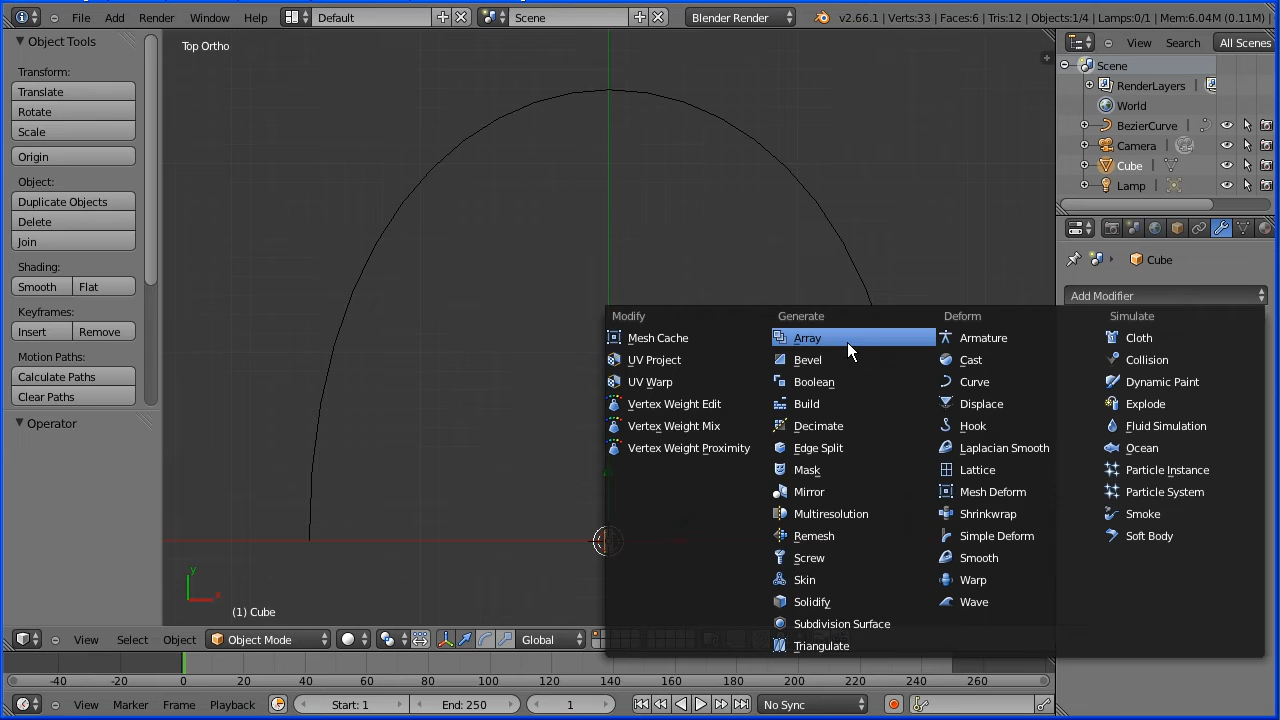 File Add Render Window Help Default Scene Blender Render v2.66.1 | Verts:33 | Faces:6 | Tris:12 | Objects:1/4 | Lamps:0/1 | Mem:6.04M (0.11M) |
Object Tools
Transform:
Translate
Rotate
Scale
Origin
Object:
Duplicate Objects
Delete
Join
Shading:
Smooth Flat
Keyframes:
Insert Remove
Motion Paths:
Calculate Paths
Clear Paths
Operator
Top Ortho
y
x
(1) Cube
View Search All Scenes
Scene
RenderLayers
World
BezierCurve
Camera
Cube
Lamp
Cube
Add Modifier
Modify
Mesh Cache
UV Project
UV Warp
Vertex Weight Edit
Vertex Weight Mix
Vertex Weight Proximity
Generate
Array
Bevel
Boolean
Build
Decimate
Edge Split
Mask
Mirror
Multiresolution
Remesh
Screw
Skin
Solidify
Subdivision Surface
Triangulate
Deform
Armature
Cast
Curve
Displace
Hook
Laplacian Smooth
Lattice
Mesh Deform
Shrinkwrap
Simple Deform
Smooth
Warp
Wave
Simulate
Cloth
Collision
Dynamic Paint
Explode
Fluid Simulation
Ocean
Particle Instance
Particle System
Smoke
Soft Body
View Select Object Object Mode Global
-40 -20 0 20 40 60 80 100 120 140 160 180 200 220 240 260
View Marker Frame Playback Start: 1 End: 250 1 No Sync